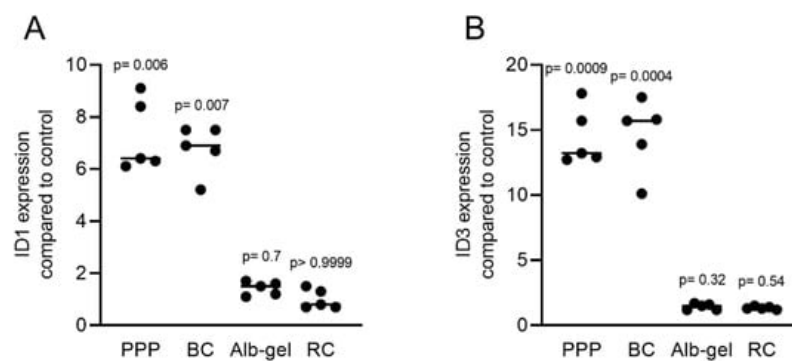 A
ID1 expression
compared to control
10
8
6
4
2
0
p= 0.006
p= 0.007
p= 0.7
p> 0.9999
PPP BC Alb-gel RC
B
ID3 expression
compared to control
20
15
10
5
0
p= 0.0009
p= 0.0004
p= 0.32
p= 0.54
PPP BC Alb-gel RC